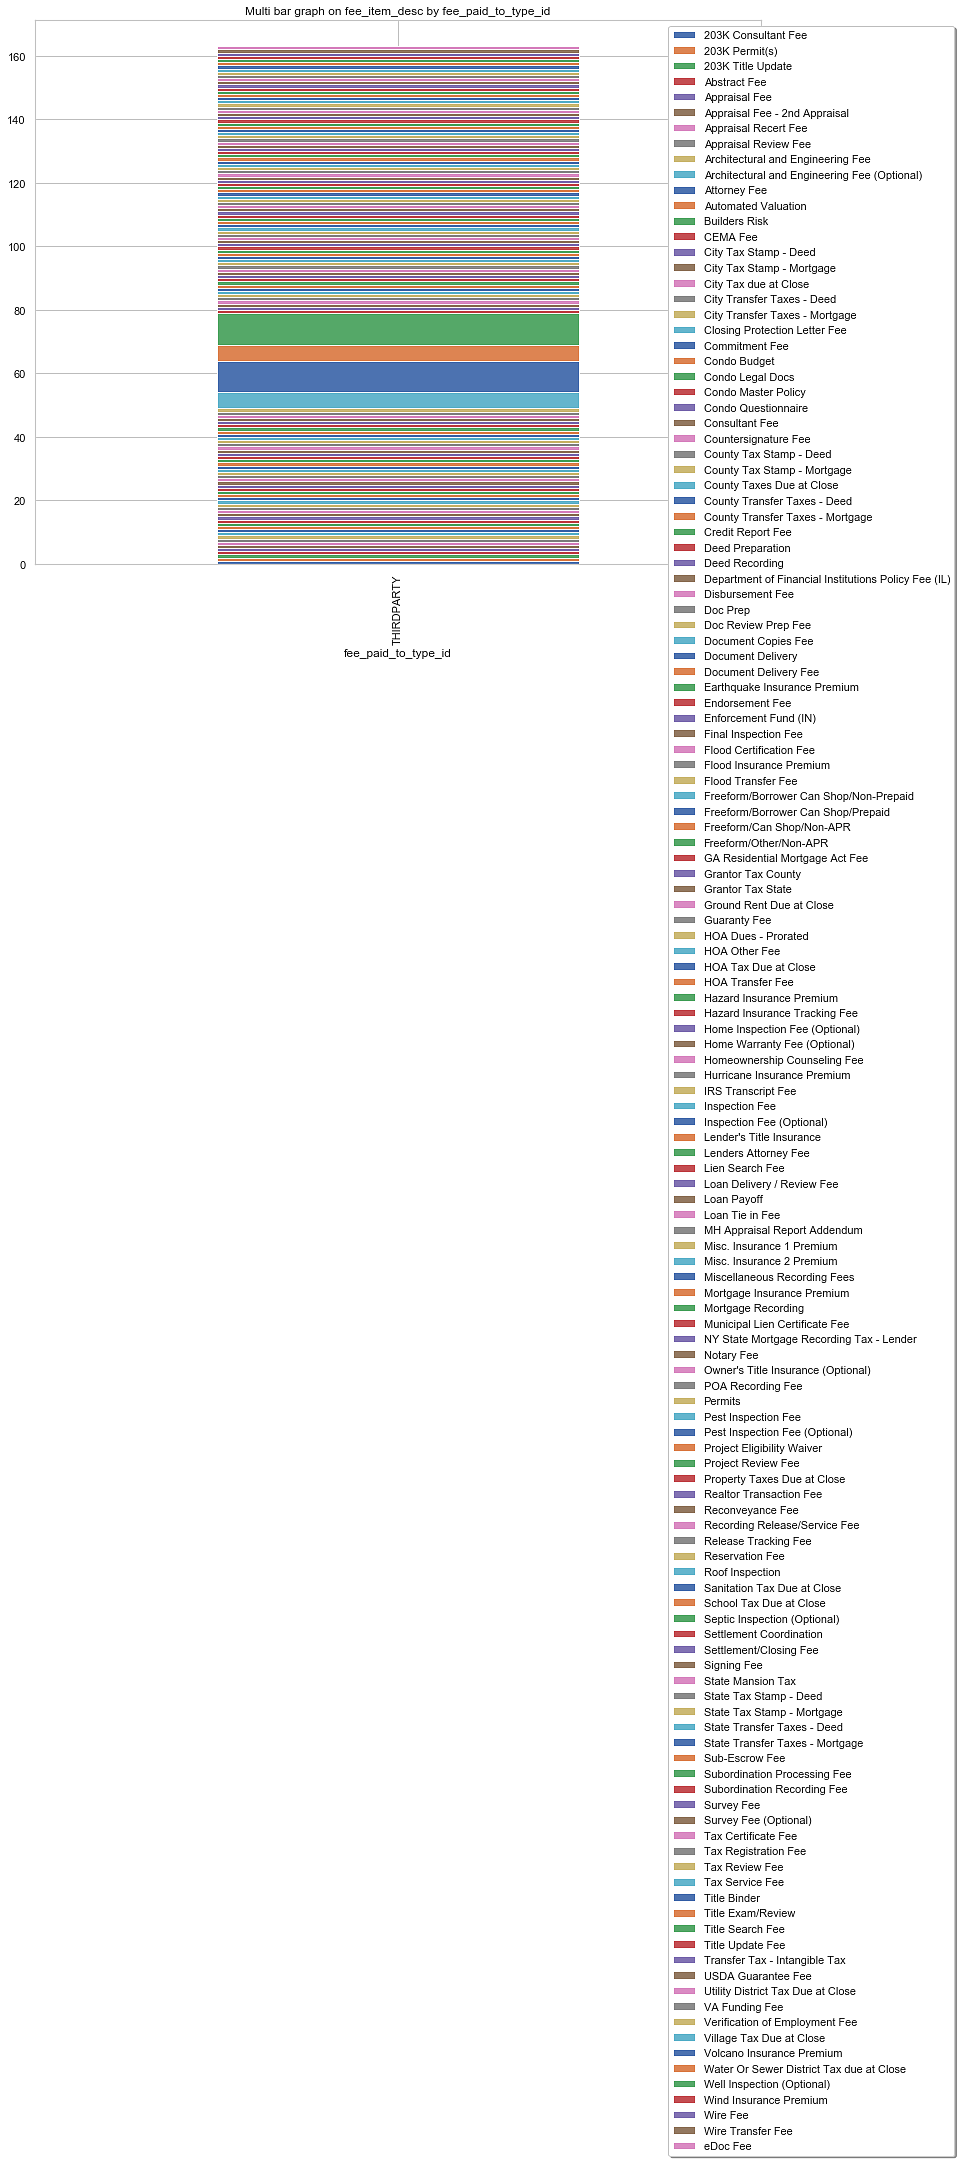 Multi bar graph on fee_item_desc by fee_paid_to_type_id
160
140
120
100
80
60
40
20
0
THIRDPARTY
fee_paid_to_type_id
203K Consultant Fee
203K Permit(s)
203K Title Update
Abstract Fee
Appraisal Fee
Appraisal Fee - 2nd Appraisal
Appraisal Recert Fee
Appraisal Review Fee
Architectural and Engineering Fee
Architectural and Engineering Fee (Optional)
Attorney Fee
Automated Valuation
Builders Risk
CEMA Fee
City Tax Stamp - Deed
City Tax Stamp - Mortgage
City Tax due at Close
City Transfer Taxes - Deed
City Transfer Taxes - Mortgage
Closing Protection Letter Fee
Commitment Fee
Condo Budget
Condo Legal Docs
Condo Master Policy
Condo Questionnaire
Consultant Fee
Countersignature Fee
County Tax Stamp - Deed
County Tax Stamp - Mortgage
County Taxes Due at Close
County Transfer Taxes - Deed
County Transfer Taxes - Mortgage
Credit Report Fee
Deed Preparation
Deed Recording
Department of Financial Institutions Policy Fee (IL)
Disbursement Fee
Doc Prep
Doc Review Prep Fee
Document Copies Fee
Document Delivery
Document Delivery Fee
Earthquake Insurance Premium
Endorsement Fee
Enforcement Fund (IN)
Final Inspection Fee
Flood Certification Fee
Flood Insurance Premium
Flood Transfer Fee
Freeform/Borrower Can Shop/Non-Prepaid
Freeform/Borrower Can Shop/Prepaid
Freeform/Can Shop/Non-APR
Freeform/Other/Non-APR
GA Residential Mortgage Act Fee
Grantor Tax County
Grantor Tax State
Ground Rent Due at Close
Guaranty Fee
HOA Dues - Prorated
HOA Other Fee
HOA Tax Due at Close
HOA Transfer Fee
Hazard Insurance Premium
Hazard Insurance Tracking Fee
Home Inspection Fee (Optional)
Home Warranty Fee (Optional)
Homeownership Counseling Fee
Hurricane Insurance Premium
IRS Transcript Fee
Inspection Fee
Inspection Fee (Optional)
Lender's Title Insurance
Lenders Attorney Fee
Lien Search Fee
Loan Delivery / Review Fee
Loan Payoff
Loan Tie in Fee
MH Appraisal Report Addendum
Misc. Insurance 1 Premium
Misc. Insurance 2 Premium
Miscellaneous Recording Fees
Mortgage Insurance Premium
Mortgage Recording
Municipal Lien Certificate Fee
NY State Mortgage Recording Tax - Lender
Notary Fee
Owner's Title Insurance (Optional)
POA Recording Fee
Permits
Pest Inspection Fee
Pest Inspection Fee (Optional)
Project Eligibility Waiver
Project Review Fee
Property Taxes Due at Close
Realtor Transaction Fee
Reconveyance Fee
Recording Release/Service Fee
Release Tracking Fee
Reservation Fee
Roof Inspection
Sanitation Tax Due at Close
School Tax Due at Close
Septic Inspection (Optional)
Settlement Coordination
Settlement/Closing Fee
Signing Fee
State Mansion Tax
State Tax Stamp - Deed
State Tax Stamp - Mortgage
State Transfer Taxes - Deed
State Transfer Taxes - Mortgage
Sub-Escrow Fee
Subordination Processing Fee
Subordination Recording Fee
Survey Fee
Survey Fee (Optional)
Tax Certificate Fee
Tax Registration Fee
Tax Review Fee
Tax Service Fee
Title Binder
Title Exam/Review
Title Search Fee
Title Update Fee
Transfer Tax - Intangible Tax
USDA Guarantee Fee
Utility District Tax Due at Close
VA Funding Fee
Verification of Employment Fee
Village Tax Due at Close
Volcano Insurance Premium
Water Or Sewer District Tax due at Close
Well Inspection (Optional)
Wind Insurance Premium
Wire Fee
Wire Transfer Fee
eDoc Fee